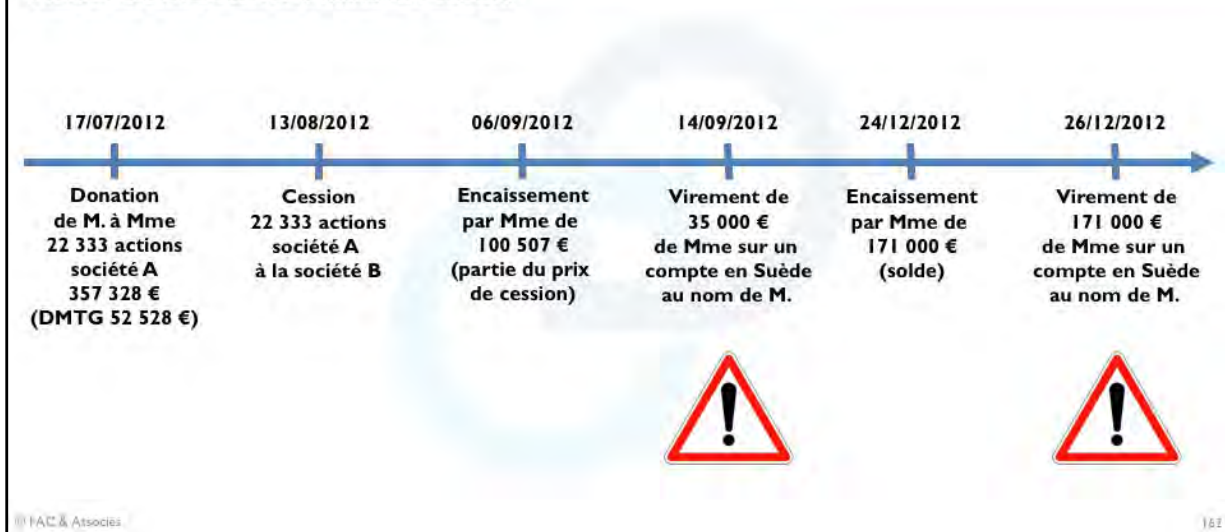 17/07/2012
13/08/2012
06/09/2012
14/09/2012
24/12/2012
26/12/2012
Donation
de M. à Mme
22 333 actions
société A
357 328 €
(DMTG 52 528 €)
Cession
22 333 actions
société A
à la société B
Encaissement
par Mme de
100 507 €
(partie du prix
de cession)
Virement de
35 000 €
de Mme sur un
compte en Suède
au nom de M.
Encaissement
par Mme de
171 000 €
(solde)
Virement de
171 000 €
de Mme sur un
compte en Suède
au nom de M.
© FAC & Associés
162